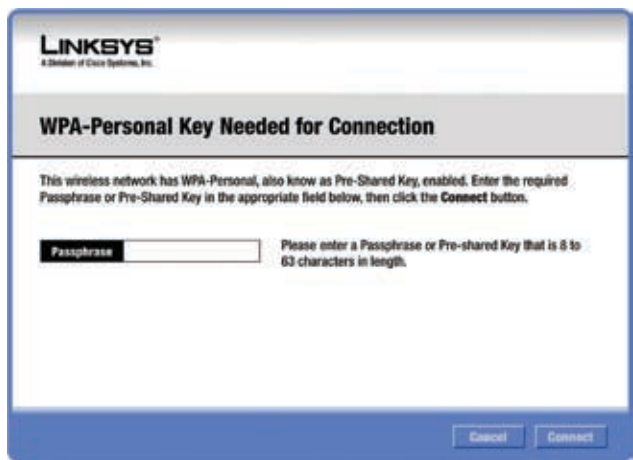 LINKSYS®
A Division of Cisco Systems, Inc.
WPA-Personal Key Needed for Connection
This wireless network has WPA-Personal, also know as Pre-Shared Key, enabled. Enter the required
Passphrase or Pre-Shared Key in the appropriate field below, then click the Connect button.
Passphrase
Please enter a Passphrase or Pre-shared Key that is 8 to
63 characters in length.
Cancel Connect